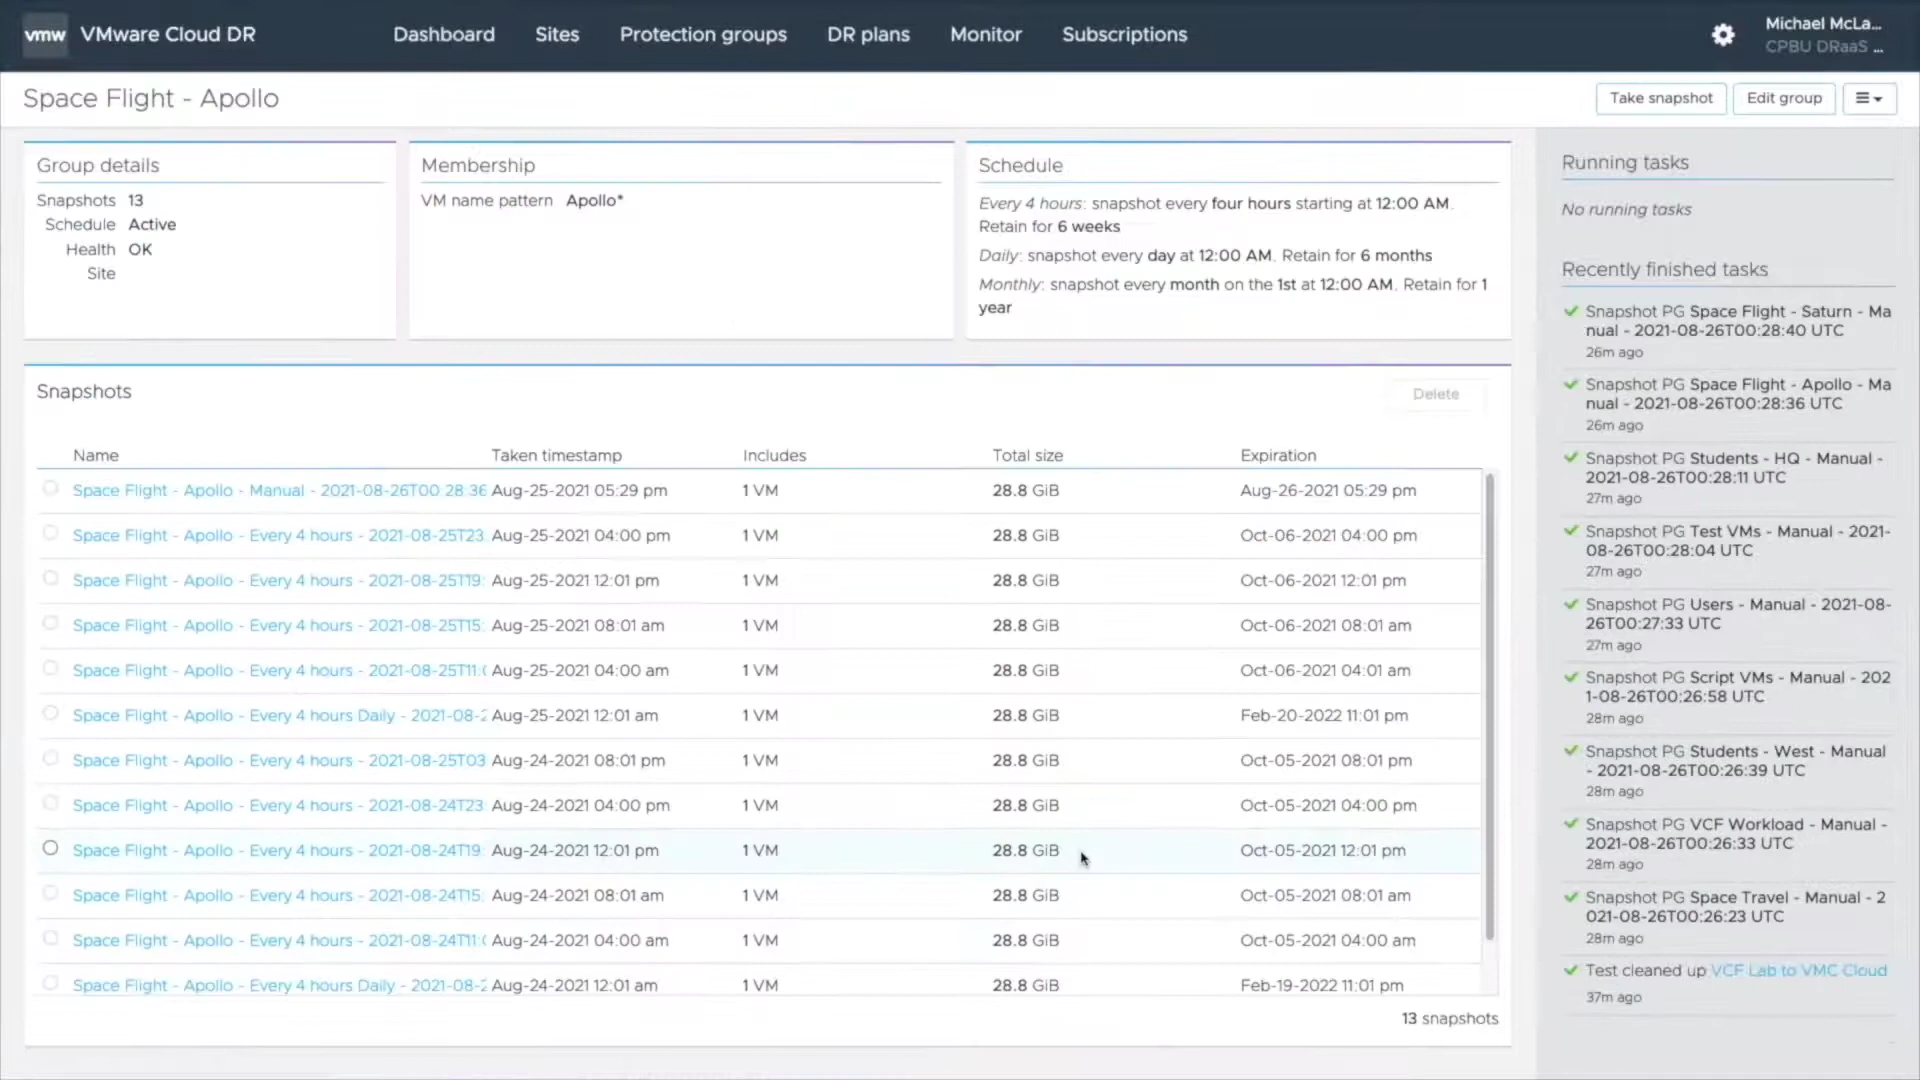 vmw VMware Cloud DR Dashboard Sites Protection groups DR plans Monitor Subscriptions Michael McLa...
CPBU DRaaS ...
Space Flight - Apollo Take snapshot Edit group
Group details
Snapshots 13
Schedule Active
Health OK
Site
Membership
VM name pattern Apollo*
Schedule
Every 4 hours: snapshot every four hours starting at 12:00 AM.
Retain for 6 weeks
Daily: snapshot every day at 12:00 AM. Retain for 6 months
Monthly: snapshot every month on the 1st at 12:00 AM. Retain for 1
year
Snapshots Delete
Name Taken timestamp Includes Total size Expiration
Space Flight - Apollo - Manual - 2021-08-26T00:28:36 Aug-25-2021 05:29 pm 1 VM 28.8 GiB Aug-26-2021 05:29 pm
Space Flight - Apollo - Every 4 hours - 2021-08-25T23: Aug-25-2021 04:00 pm 1 VM 28.8 GiB Oct-06-2021 04:00 pm
Space Flight - Apollo - Every 4 hours - 2021-08-25T19: Aug-25-2021 12:01 pm 1 VM 28.8 GiB Oct-06-2021 12:01 pm
Space Flight - Apollo - Every 4 hours - 2021-08-25T15: Aug-25-2021 08:01 am 1 VM 28.8 GiB Oct-06-2021 08:01 am
Space Flight - Apollo - Every 4 hours - 2021-08-25T11: Aug-25-2021 04:00 am 1 VM 28.8 GiB Oct-06-2021 04:01 am
Space Flight - Apollo - Every 4 hours Daily - 2021-08-2 Aug-25-2021 12:01 am 1 VM 28.8 GiB Feb-20-2022 11:01 pm
Space Flight - Apollo - Every 4 hours - 2021-08-25T03 Aug-24-2021 08:01 pm 1 VM 28.8 GiB Oct-05-2021 08:01 pm
Space Flight - Apollo - Every 4 hours - 2021-08-24T23: Aug-24-2021 04:00 pm 1 VM 28.8 GiB Oct-05-2021 04:00 pm
Space Flight - Apollo - Every 4 hours - 2021-08-24T19: Aug-24-2021 12:01 pm 1 VM 28.8 GiB Oct-05-2021 12:01 pm
Space Flight - Apollo - Every 4 hours - 2021-08-24T15: Aug-24-2021 08:01 am 1 VM 28.8 GiB Oct-05-2021 08:01 am
Space Flight - Apollo - Every 4 hours - 2021-08-24T11: Aug-24-2021 04:00 am 1 VM 28.8 GiB Oct-05-2021 04:00 am
Space Flight - Apollo - Every 4 hours Daily - 2021-08-2 Aug-24-2021 12:01 am 1 VM 28.8 GiB Feb-19-2022 11:01 pm
13 snapshots
Running tasks
No running tasks
Recently finished tasks
Snapshot PG Space Flight - Saturn - Ma
nual - 2021-08-26T00:28:40 UTC
26m ago
Snapshot PG Space Flight - Apollo - Ma
nual - 2021-08-26T00:28:36 UTC
26m ago
Snapshot PG Students - HQ - Manual -
2021-08-26T00:28:11 UTC
27m ago
Snapshot PG Test VMs - Manual - 2021-
08-26T00:28:04 UTC
27m ago
Snapshot PG Users - Manual - 2021-08-
26T00:27:33 UTC
27m ago
Snapshot PG Script VMs - Manual - 202
1-08-26T00:26:58 UTC
28m ago
Snapshot PG Students - West - Manual
- 2021-08-26T00:26:39 UTC
28m ago
Snapshot PG VCF Workload - Manual -
2021-08-26T00:26:33 UTC
28m ago
Snapshot PG Space Travel - Manual - 2
021-08-26T00:26:23 UTC
28m ago
Test cleaned up VCF Lab to VMC Cloud
37m ago